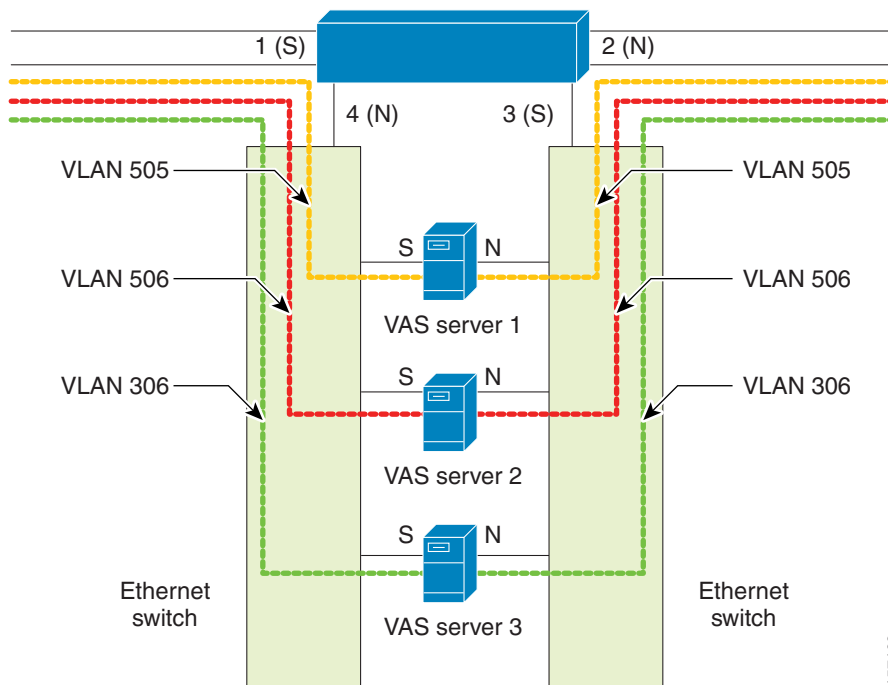 1 (S)
2 (N)
4 (N)
3 (S)
VLAN 505
VLAN 505
S
N
VLAN 506
VLAN 506
VAS server 1
S
N
VLAN 306
VLAN 306
VAS server 2
S
N
Ethernet
switch
Ethernet
switch
VAS server 3